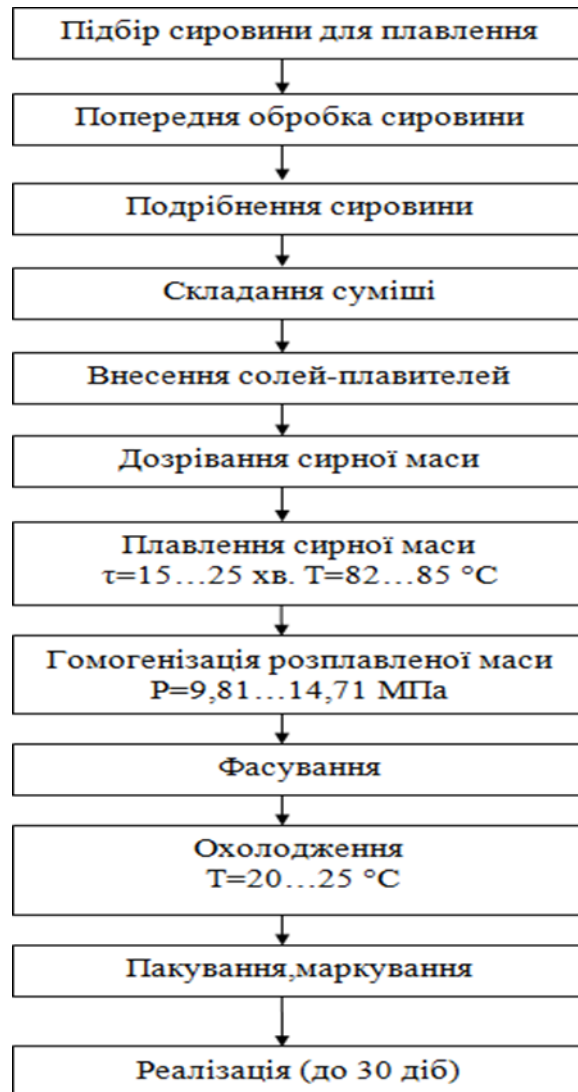 Підбір сировини для плавлення
Попередня обробка сировини
Подрібнення сировини
Складання суміші
Внесення солей-плавителей
Дозрівання сирної маси
Плавлення сирної маси
τ=15…25 хв. Т=82…85 °С
Гомогенізація розплавленої маси
Р=9,81…14,71 МПа
Фасування
Охолодження
Т=20…25 °С
Пакування,маркування
Реалізація (до 30 діб)